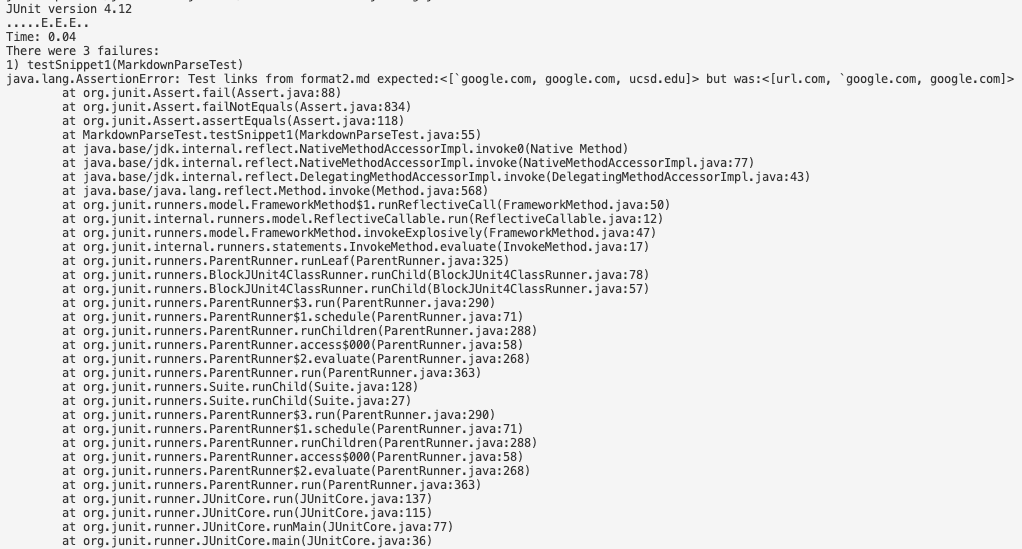 JUnit version 4.12
.....E.E.E..
Time: 0.04
There were 3 failures:
1) testSnippet1(MarkdownParseTest)
java.lang.AssertionError: Test links from format2.md expected:<[`google.com, google.com, ucsd.edu]> but was:<[url.com, `google.com, google.com]>
at org.junit.Assert.fail(Assert.java:88)
at org.junit.Assert.failNotEquals(Assert.java:834)
at org.junit.Assert.assertEquals(Assert.java:118)
at MarkdownParseTest.testSnippet1(MarkdownParseTest.java:55)
at java.base/jdk.internal.reflect.NativeMethodAccessorImpl.invoke0(Native Method)
at java.base/jdk.internal.reflect.NativeMethodAccessorImpl.invoke(NativeMethodAccessorImpl.java:77)
at java.base/jdk.internal.reflect.DelegatingMethodAccessorImpl.invoke(DelegatingMethodAccessorImpl.java:43)
at java.base/java.lang.reflect.Method.invoke(Method.java:568)
at org.junit.runners.model.FrameworkMethod$1.runReflectiveCall(FrameworkMethod.java:50)
at org.junit.internal.runners.model.ReflectiveCallable.run(ReflectiveCallable.java:12)
at org.junit.runners.model.FrameworkMethod.invokeExplosively(FrameworkMethod.java:47)
at org.junit.internal.runners.statements.InvokeMethod.evaluate(InvokeMethod.java:17)
at org.junit.runners.ParentRunner.runLeaf(ParentRunner.java:325)
at org.junit.runners.BlockJUnit4ClassRunner.runChild(BlockJUnit4ClassRunner.java:78)
at org.junit.runners.BlockJUnit4ClassRunner.runChild(BlockJUnit4ClassRunner.java:57)
at org.junit.runners.ParentRunner$3.run(ParentRunner.java:290)
at org.junit.runners.ParentRunner$1.schedule(ParentRunner.java:71)
at org.junit.runners.ParentRunner.runChildren(ParentRunner.java:288)
at org.junit.runners.ParentRunner.access$000(ParentRunner.java:58)
at org.junit.runners.ParentRunner$2.evaluate(ParentRunner.java:268)
at org.junit.runners.ParentRunner.run(ParentRunner.java:363)
at org.junit.runners.Suite.runChild(Suite.java:128)
at org.junit.runners.Suite.runChild(Suite.java:27)
at org.junit.runners.ParentRunner$3.run(ParentRunner.java:290)
at org.junit.runners.ParentRunner$1.schedule(ParentRunner.java:71)
at org.junit.runners.ParentRunner.runChildren(ParentRunner.java:288)
at org.junit.runners.ParentRunner.access$000(ParentRunner.java:58)
at org.junit.runners.ParentRunner$2.evaluate(ParentRunner.java:268)
at org.junit.runners.ParentRunner.run(ParentRunner.java:363)
at org.junit.runner.JUnitCore.run(JUnitCore.java:137)
at org.junit.runner.JUnitCore.run(JUnitCore.java:115)
at org.junit.runner.JUnitCore.runMain(JUnitCore.java:77)
at org.junit.runner.JUnitCore.main(JUnitCore.java:36)